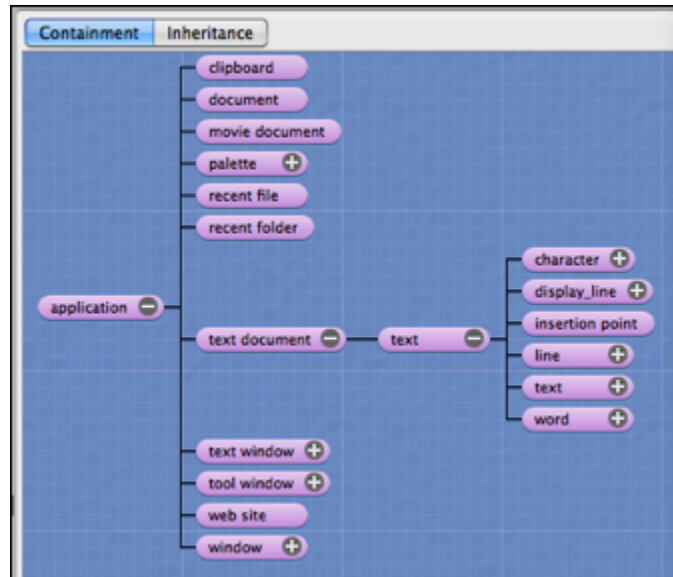 Containment Inheritance
clipboard
document
movie document
palette
recent file
recent folder
application
text document
text
character
display_line
insertion point
line
text
word
text window
tool window
web site
window